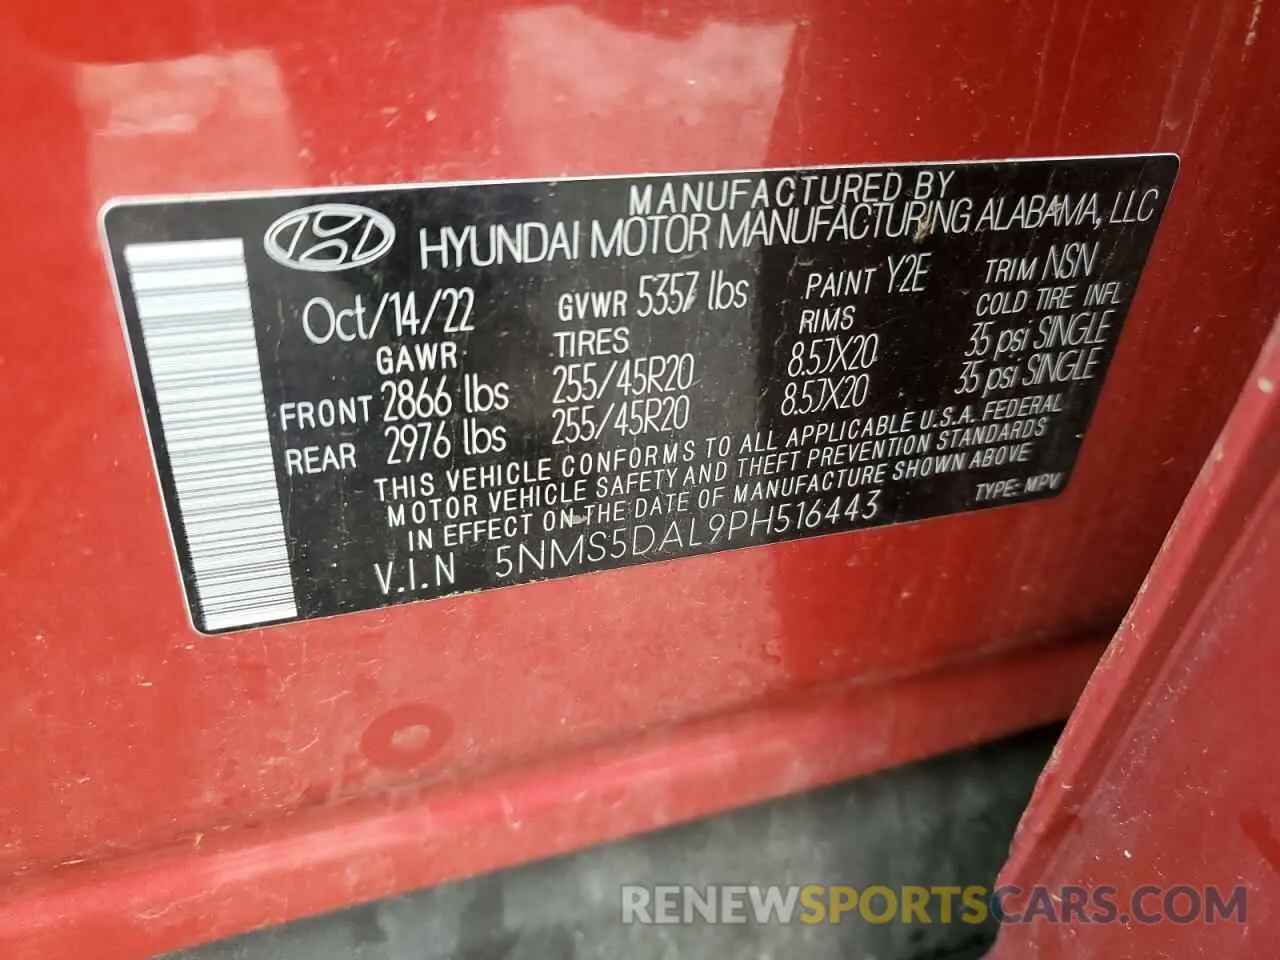 MANUFACTURED BY
HYUNDAI MOTOR MANUFACTURING ALABAMA, LLC
Oct/14/22 GVWR 5357 lbs PAINT Y2E TRIM NSN
GAWR TIRES RIMS COLD TIRE INFL
FRONT 2866 lbs 255/45R20 8.5JX20 35 psi SINGLE
REAR 2976 lbs 255/45R20 8.5JX20 35 psi SINGLE
THIS VEHICLE CONFORMS TO ALL APPLICABLE U.S.A. FEDERAL
MOTOR VEHICLE SAFETY AND THEFT PREVENTION STANDARDS
IN EFFECT ON THE DATE OF MANUFACTURE SHOWN ABOVE
V.I.N 5NMS5DAL9PH516443 TYPE: MPV
RENEWSPORTSCARS.COM